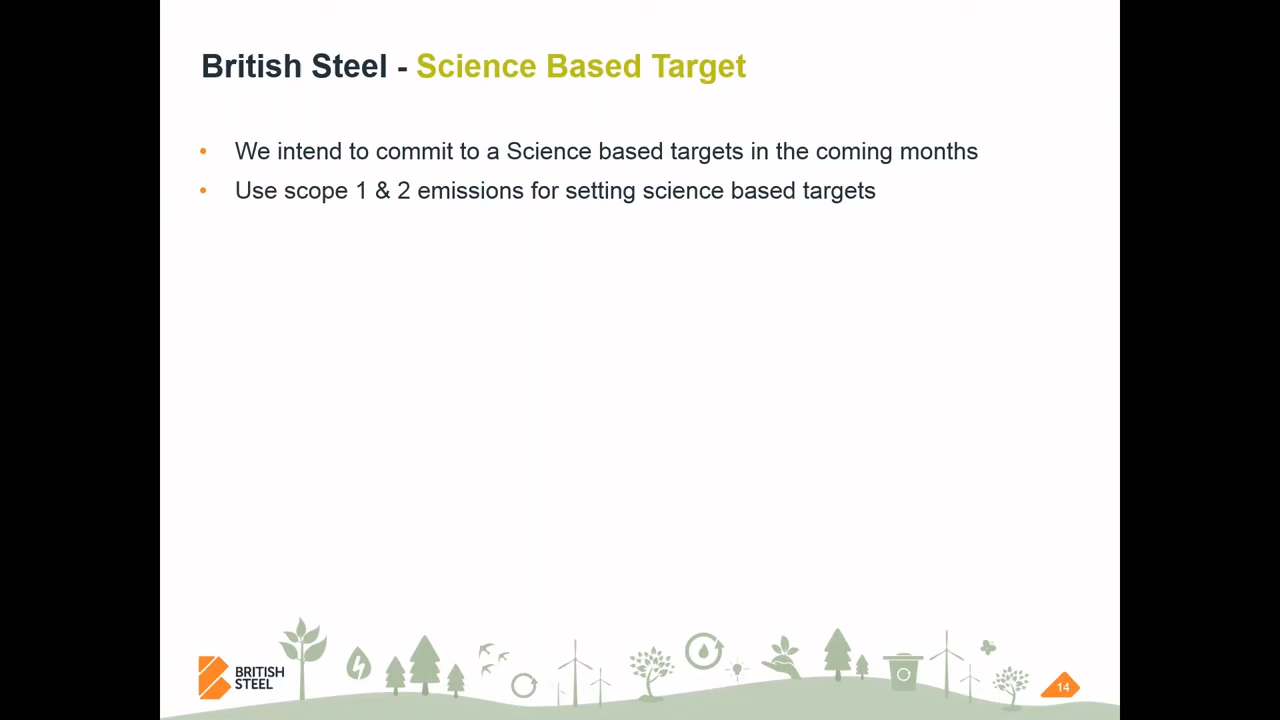 British Steel - Science Based Target
• We intend to commit to a Science based targets in the coming months
• Use scope 1 & 2 emissions for setting science based targets
BRITISH
STEEL
14